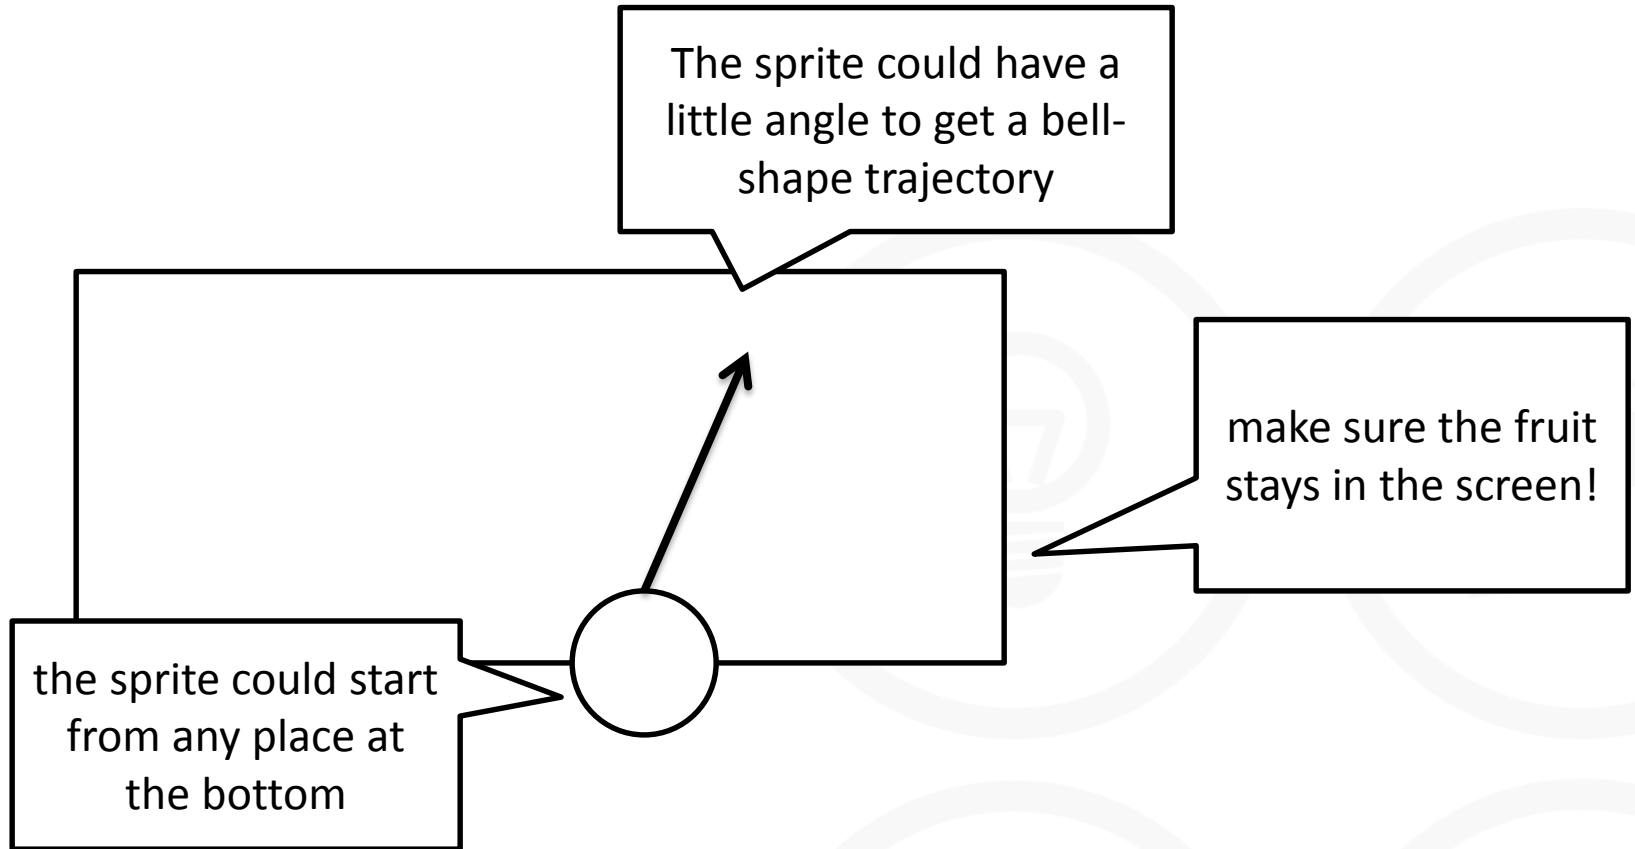 The sprite could have a
little angle to get a bell-
shape trajectory
make sure the fruit
stays in the screen!
the sprite could start
from any place at
the bottom